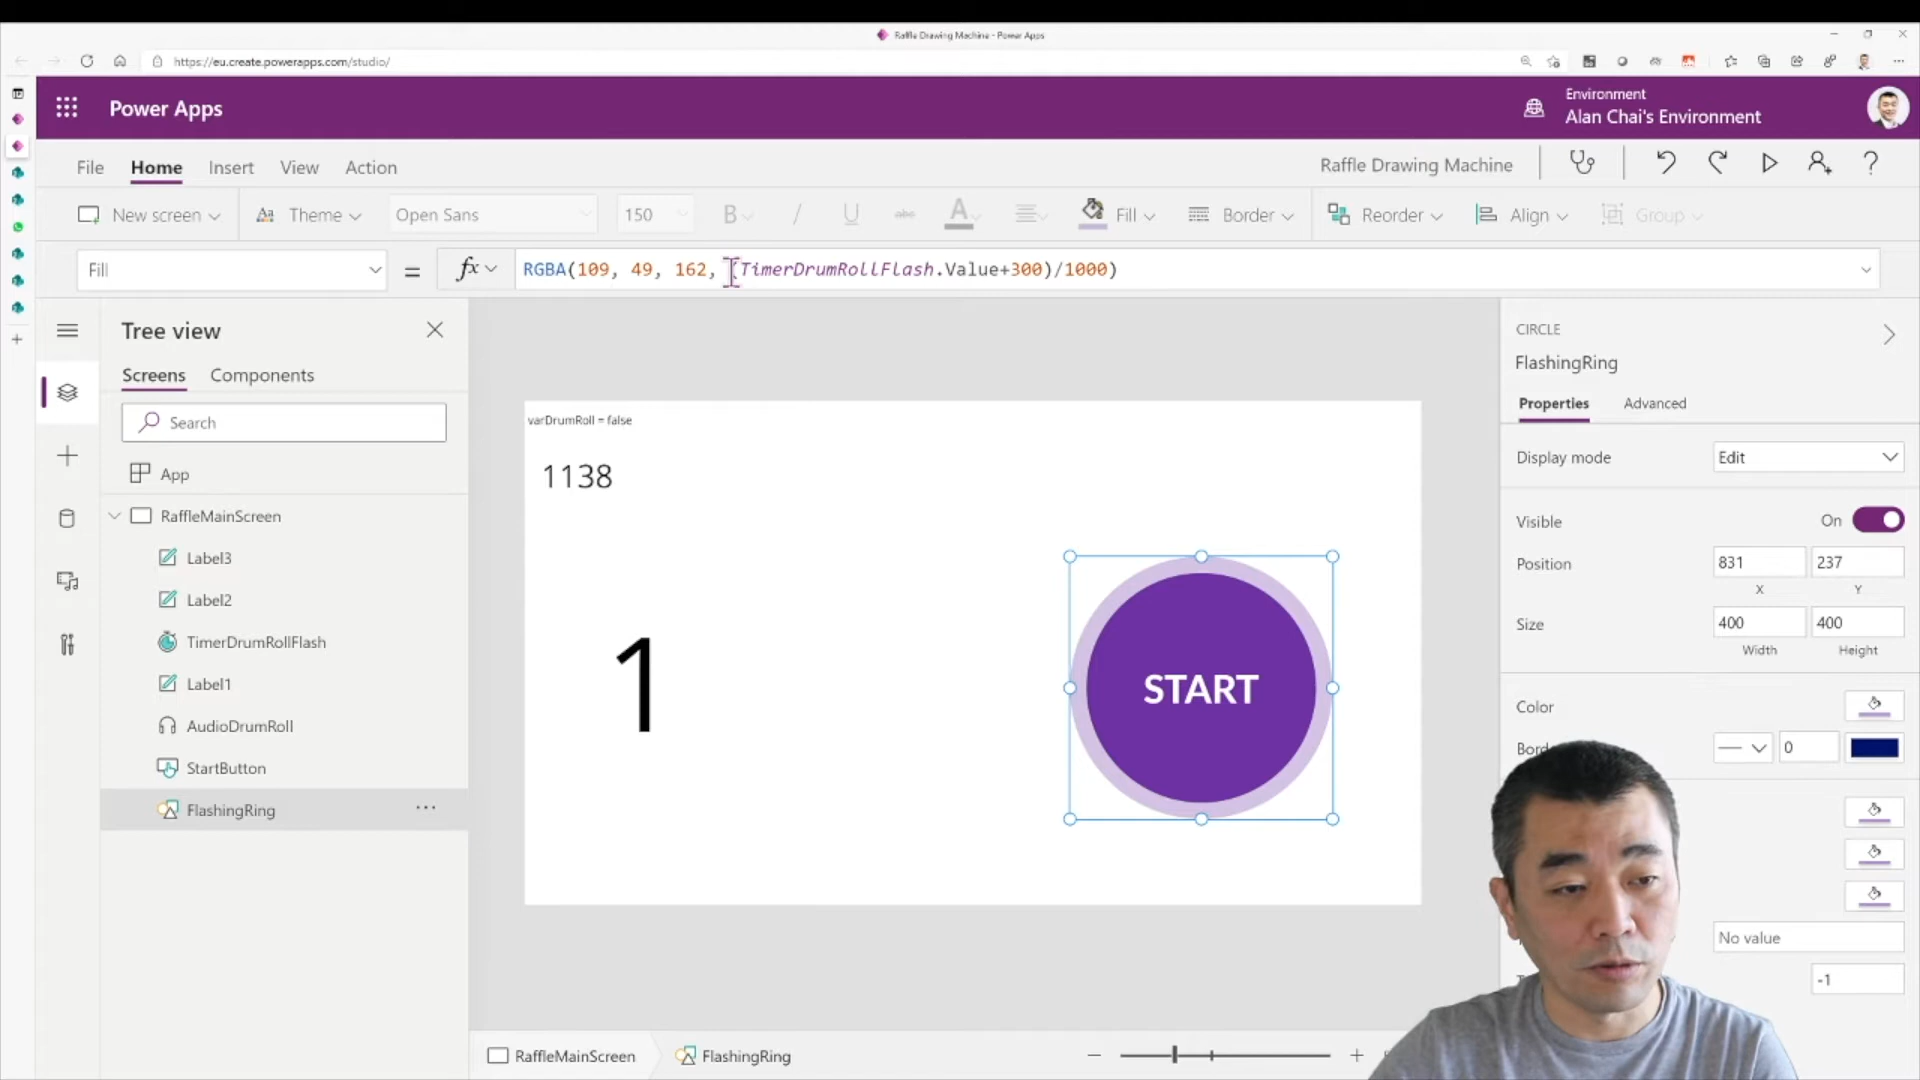 Raffle Drawing Machine - Power Apps
https://eu.create.powerapps.com/studio/
Power Apps
Environment
Alan Chai's Environment
File Home Insert View Action
Raffle Drawing Machine
New screen Theme Open Sans 150 B / U abc A Fill Border Reorder Align Group
Fill = fx RGBA(109, 49, 162, (TimerDrumRollFlash.Value+300)/1000)
Tree view
Screens Components
Search
App
RaffleMainScreen
Label3
Label2
TimerDrumRollFlash
Label1
AudioDrumRoll
StartButton
FlashingRing
varDrumRoll = false
1138
1
START
CIRCLE
FlashingRing
Properties Advanced
Display mode Edit
Visible On
Position 831 237
X Y
Size 400 400
Width Height
Color
0
No value
-1
RaffleMainScreen FlashingRing